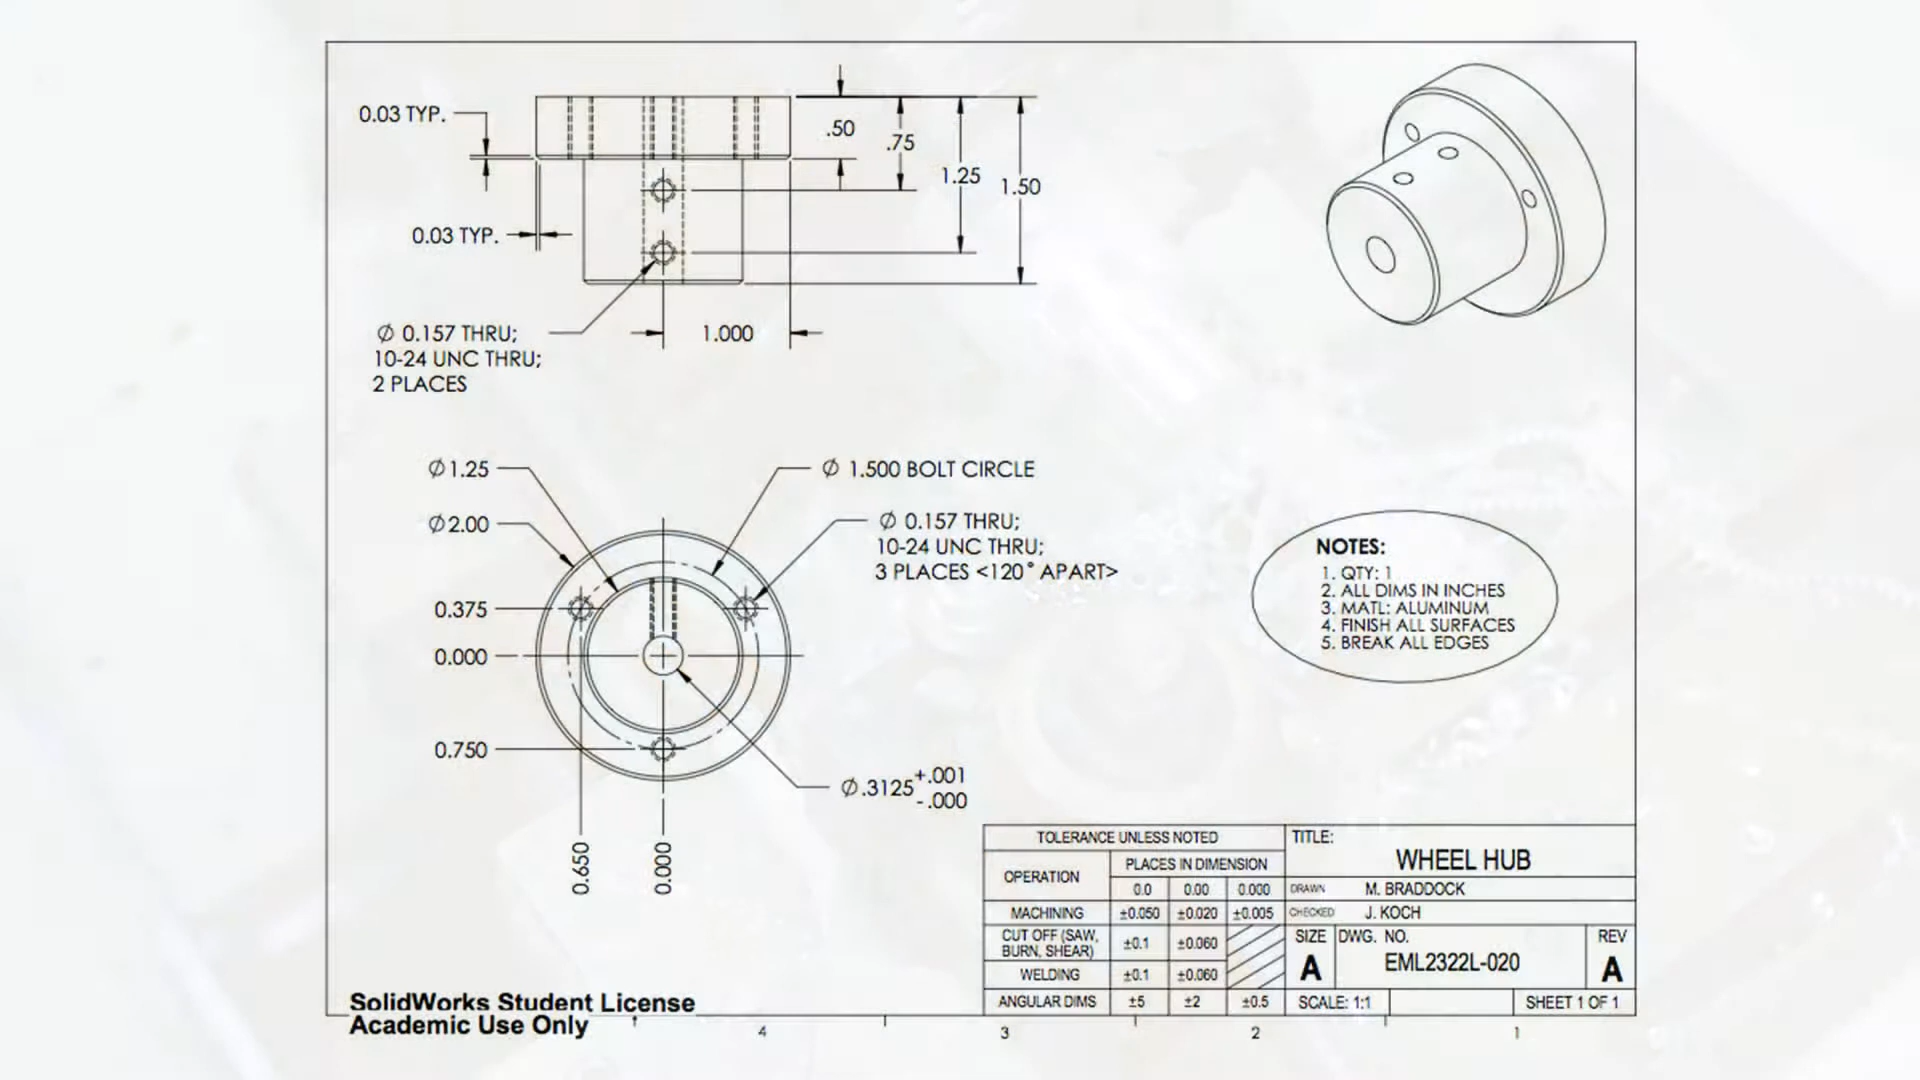 0.03 TYP.
.50
.75
1.25
1.50
0.03 TYP.
1.000
Ø 0.157 THRU;
10-24 UNC THRU;
2 PLACES
Ø1.25
Ø 1.500 BOLT CIRCLE
Ø2.00
Ø 0.157 THRU;
10-24 UNC THRU;
3 PLACES <120° APART>
0.375
0.000
0.750
Ø.3125 +.001
-.000
0.650
0.000
NOTES:
1. QTY: 1
2. ALL DIMS IN INCHES
3. MATL: ALUMINUM
4. FINISH ALL SURFACES
5. BREAK ALL EDGES
TOLERANCE UNLESS NOTED
OPERATION
PLACES IN DIMENSION
0.0 0.00 0.000
MACHINING ±0.050 ±0.020 ±0.005
CUT OFF (SAW, BURN, SHEAR) ±0.1 ±0.060
WELDING ±0.1 ±0.060
ANGULAR DIMS ±5 ±2 ±0.5
TITLE:
WHEEL HUB
DRAWN M. BRADDOCK
CHECKED J. KOCH
SIZE DWG. NO. REV
A EML2322L-020 A
SCALE: 1:1 SHEET 1 OF 1
SolidWorks Student License
Academic Use Only
4 3 2 1